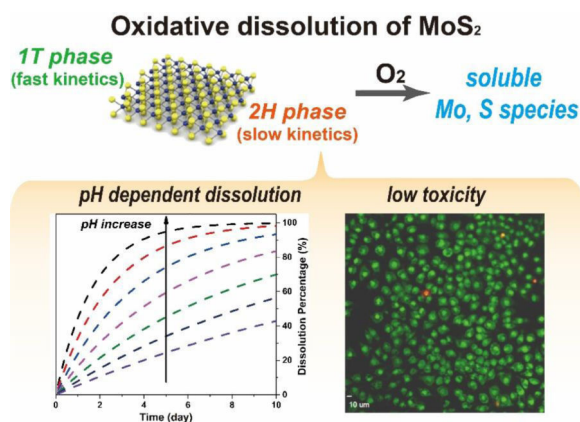 Oxidative dissolution of MoS₂
1T phase
(fast kinetics)
2H phase
(slow kinetics)
O₂
soluble
Mo, S species
pH dependent dissolution
pH increase
100
80
60
40
20
0
Dissolution Percentage (%)
0 2 4 6 8 10
Time (day)
low toxicity
10 um